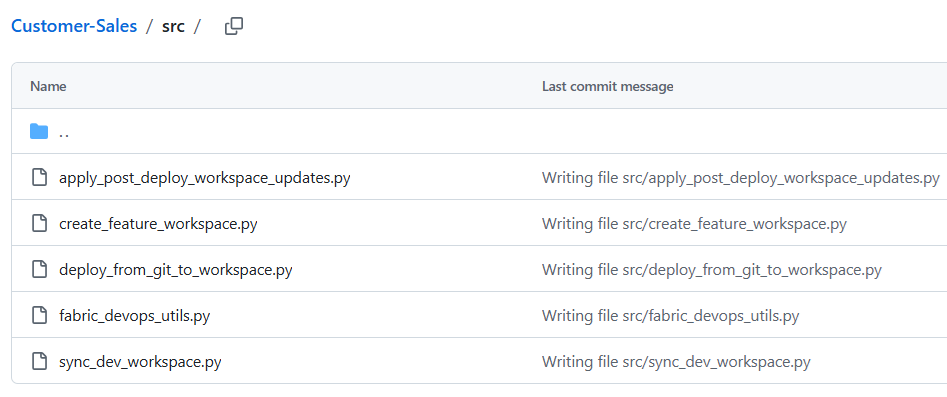 Customer-Sales / src /
Name Last commit message
..
apply_post_deploy_workspace_updates.py Writing file src/apply_post_deploy_workspace_updates.py
create_feature_workspace.py Writing file src/create_feature_workspace.py
deploy_from_git_to_workspace.py Writing file src/deploy_from_git_to_workspace.py
fabric_devops_utils.py Writing file src/fabric_devops_utils.py
sync_dev_workspace.py Writing file src/sync_dev_workspace.py